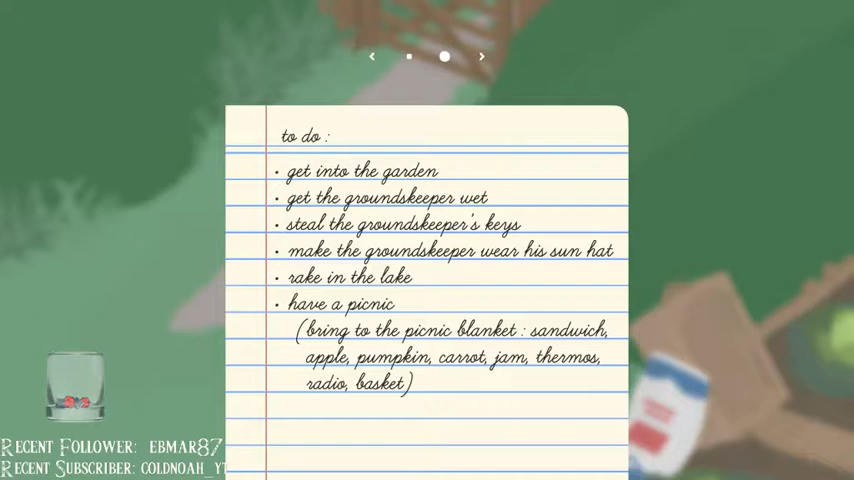 to do :
• get into the garden
• get the groundskeeper wet
• steal the groundskeeper's keys
• make the groundskeeper wear his sun hat
• rake in the lake
• have a picnic
(bring to the picnic blanket : sandwich,
apple, pumpkin, carrot, jam, thermos,
radio, basket)
Recent Follower: ebmar87
Recent Subscriber: coldnoah_yt